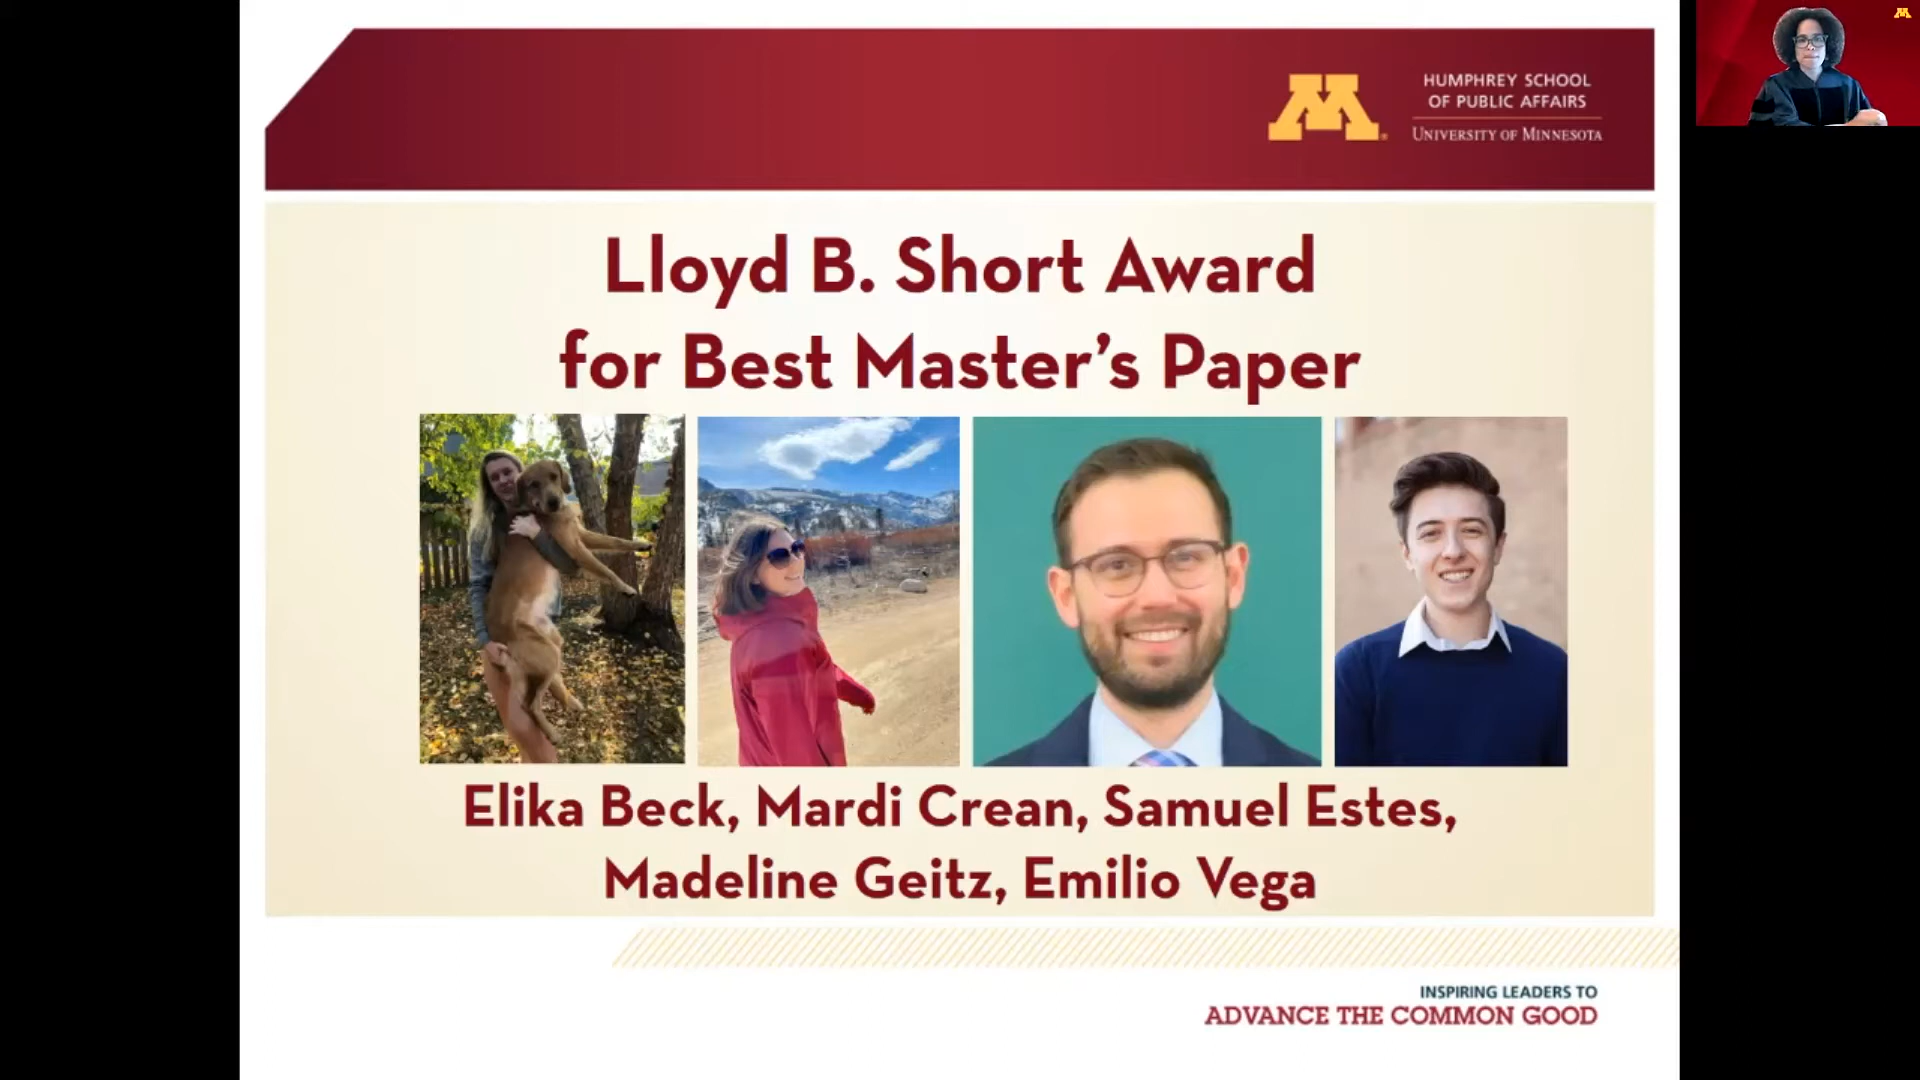 HUMPHREY SCHOOL
OF PUBLIC AFFAIRS
UNIVERSITY OF MINNESOTA
Lloyd B. Short Award
for Best Master’s Paper
Elika Beck, Mardi Crean, Samuel Estes,
Madeline Geitz, Emilio Vega
INSPIRING LEADERS TO
ADVANCE THE COMMON GOOD